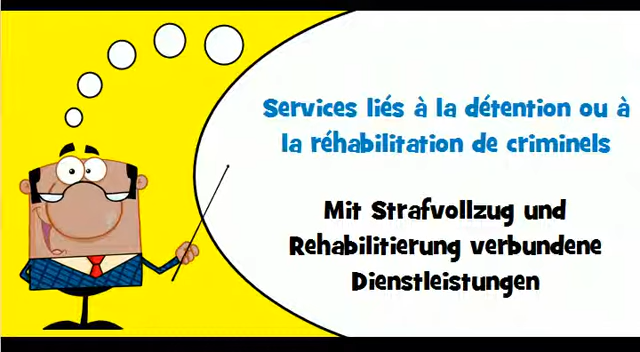 Services liés à la détention ou à
la réhabilitation de criminels
Mit Strafvollzug und
Rehabilitierung verbundene
Dienstleistungen